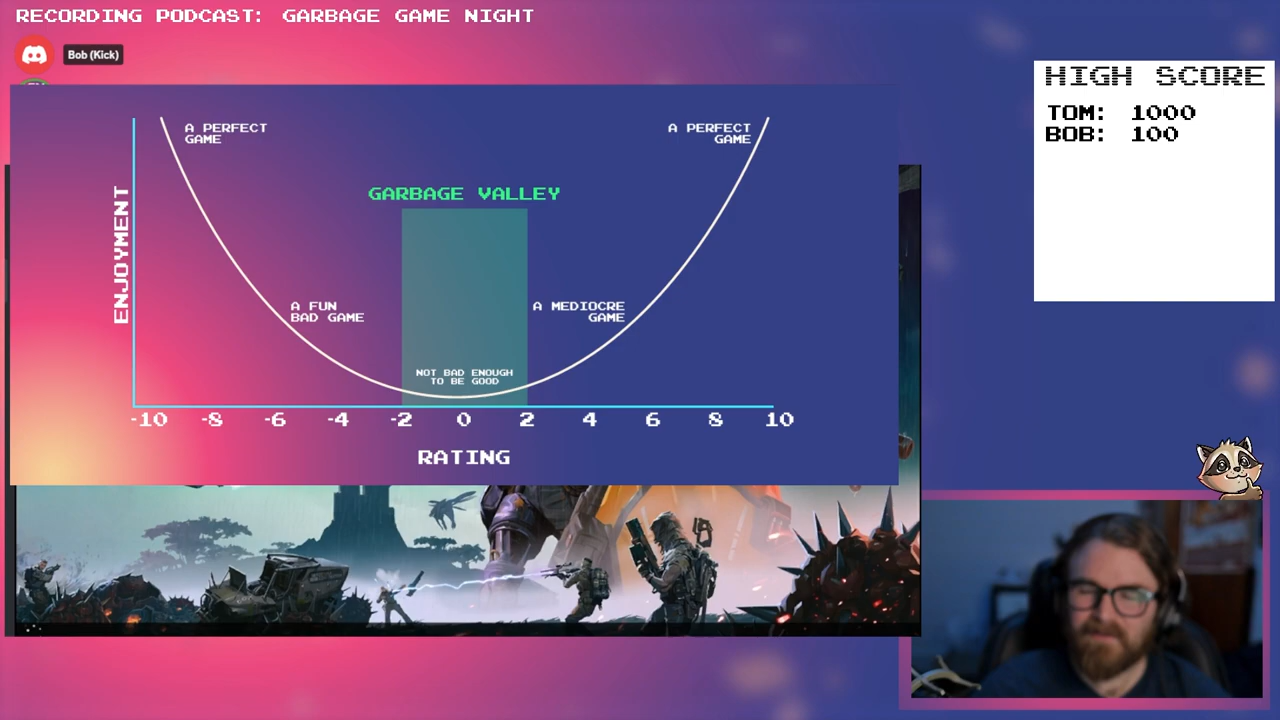 RECORDING PODCAST: GARBAGE GAME NIGHT
Bob (Kick)
HIGH SCORE
TOM: 1000
BOB: 100
A PERFECT
GAME
A PERFECT
GAME
GARBAGE VALLEY
ENJOYMENT
A FUN
BAD GAME
A MEDIOCRE
GAME
NOT BAD ENOUGH
TO BE GOOD
-10 -8 -6 -4 -2 0 2 4 6 8 10
RATING